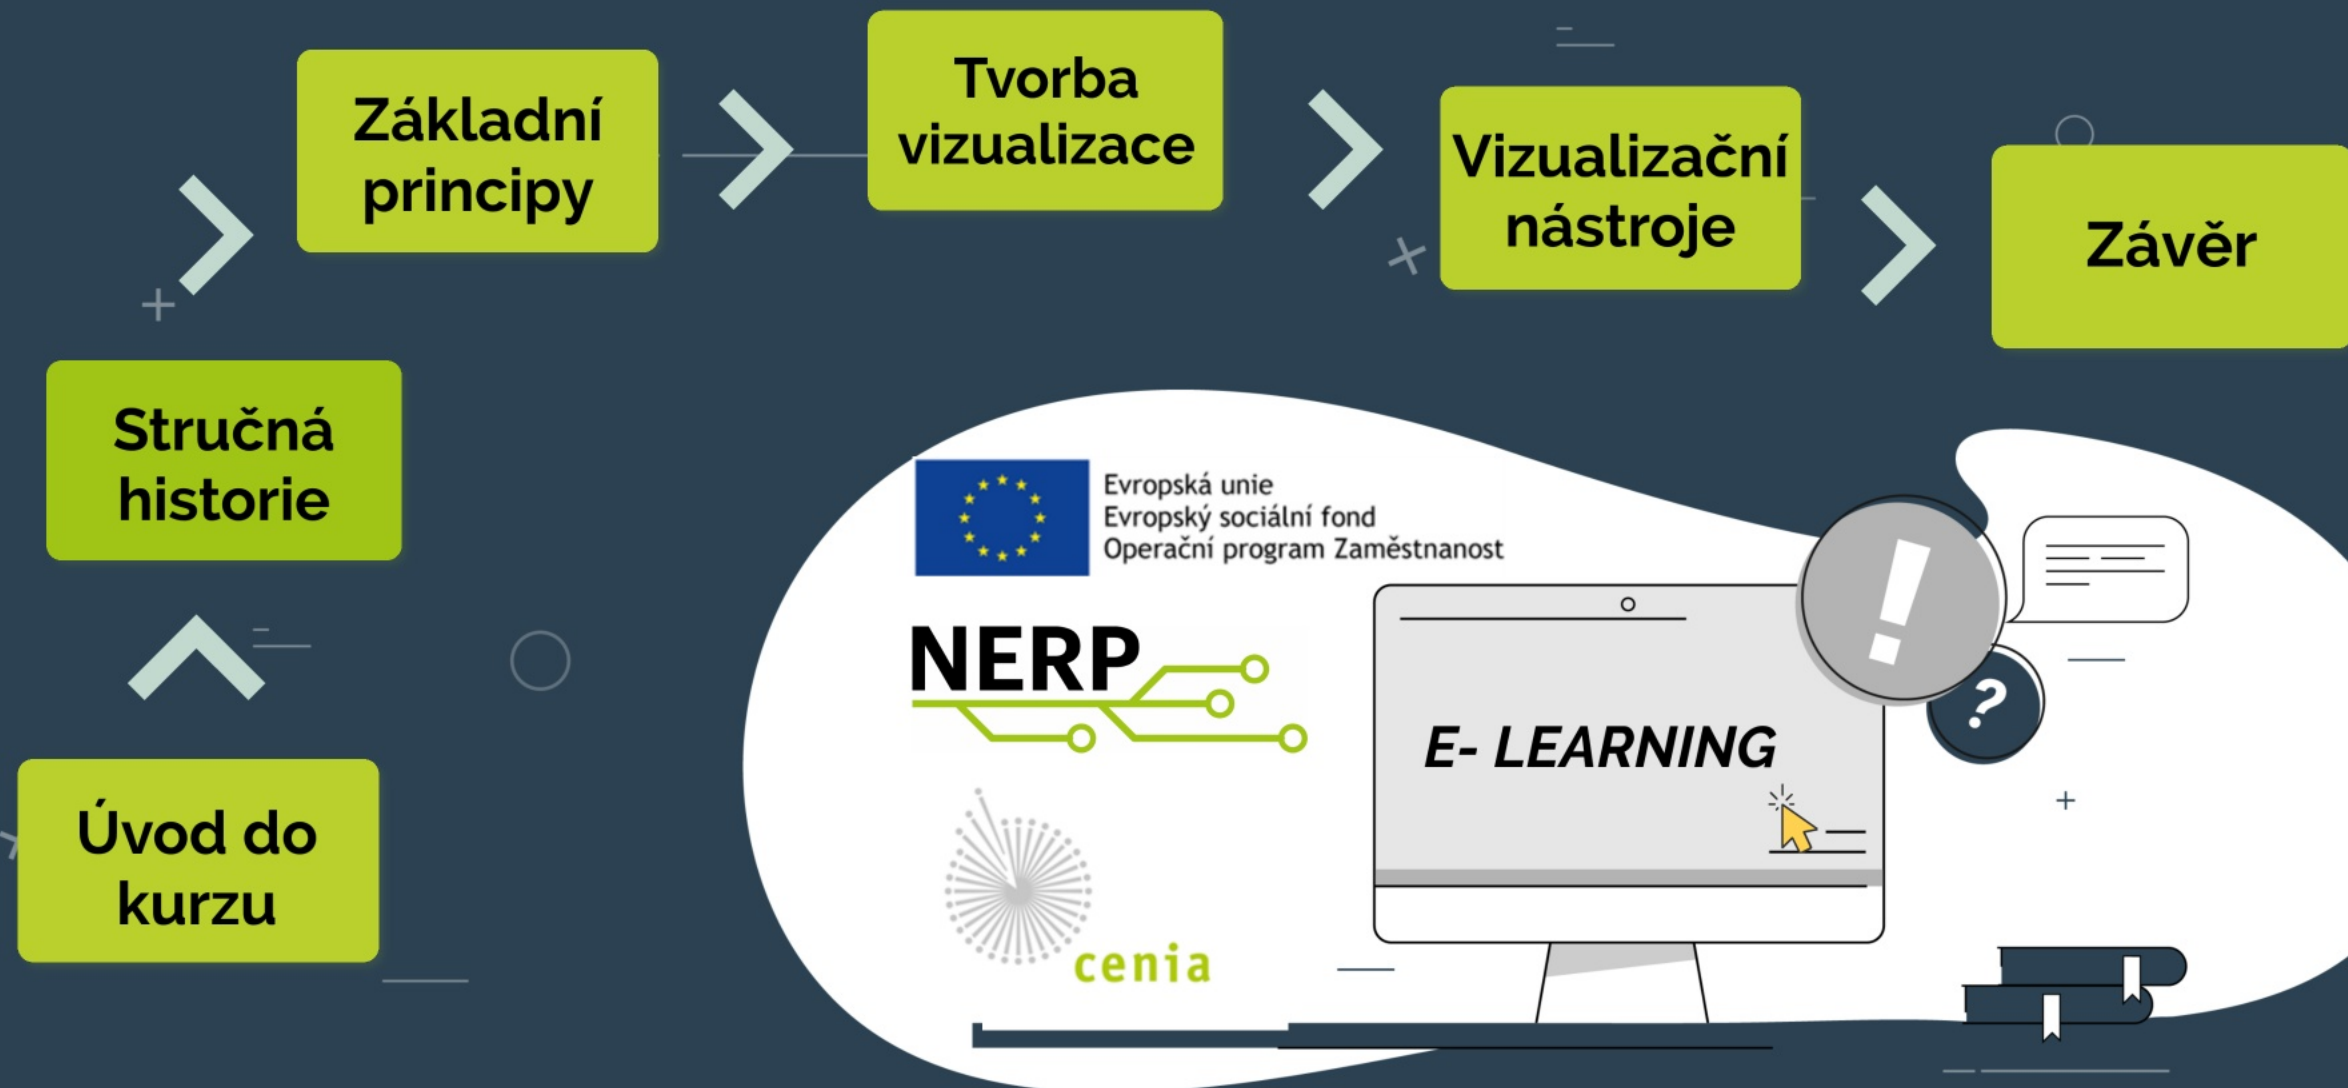 Základní
principy
Tvorba
vizualizace
Vizualizační
nástroje
Závěr
Stručná
historie
Úvod do
kurzu
Evropská unie
Evropský sociální fond
Operační program Zaměstnanost
NERP
E- LEARNING
!
?
cenia